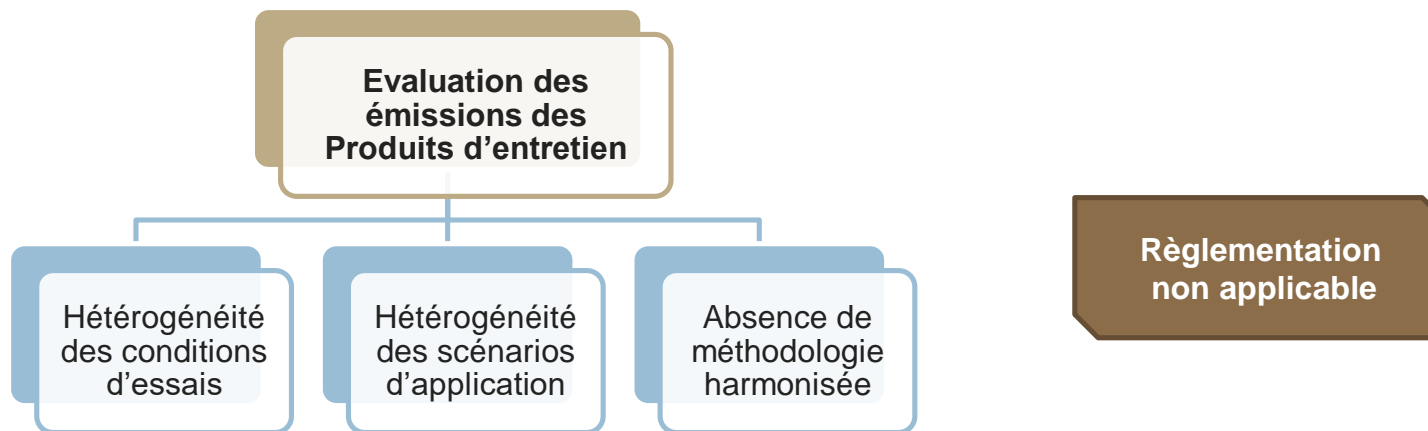 Evaluation des
émissions des
Produits d’entretien
Hétérogénéité
des conditions
d’essais
Hétérogénéité
des scénarios
d’application
Absence de
méthodologie
harmonisée
Règlementation
non applicable